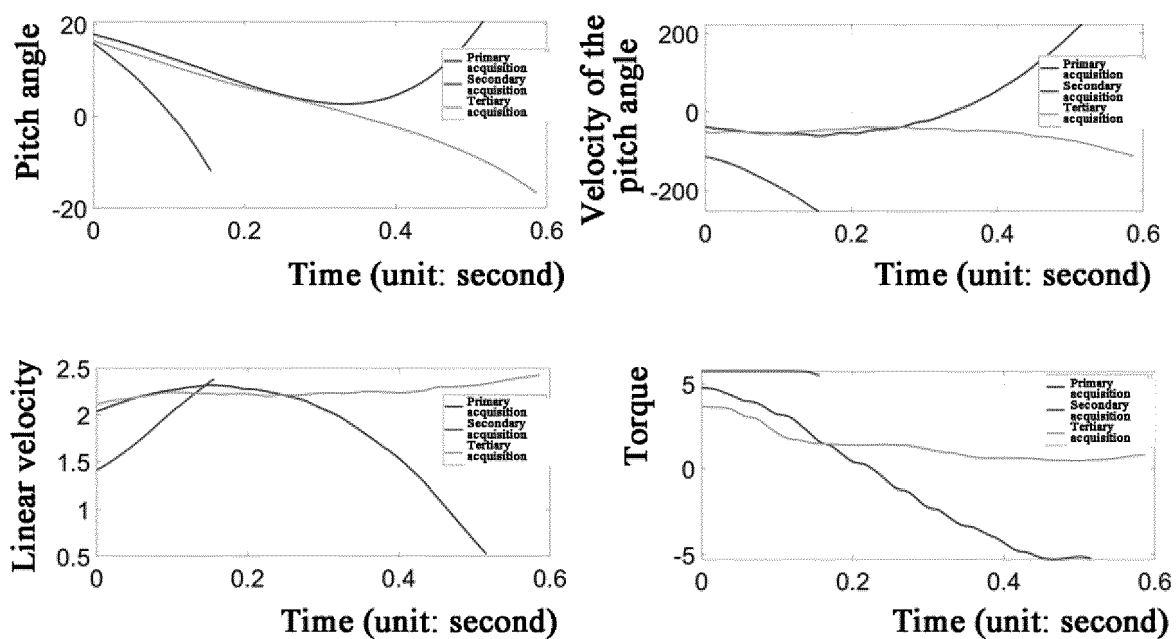 Pitch angle
20
0
-20
0
0.2
0.4
0.6
Time (unit: second)
Primary
acquisition
Secondary
acquisition
Tertiary
acquisition
Velocity of the
pitch angle
200
0
-200
0
0.2
0.4
0.6
Time (unit: second)
Primary
acquisition
Secondary
acquisition
Tertiary
acquisition
Linear velocity
2.5
2
1.5
1
0.5
0
0.2
0.4
0.6
Time (unit: second)
Primary
acquisition
Secondary
acquisition
Tertiary
acquisition
Torque
5
0
-5
0
0.2
0.4
0.6
Time (unit: second)
Primary
acquisition
Secondary
acquisition
Tertiary
acquisition